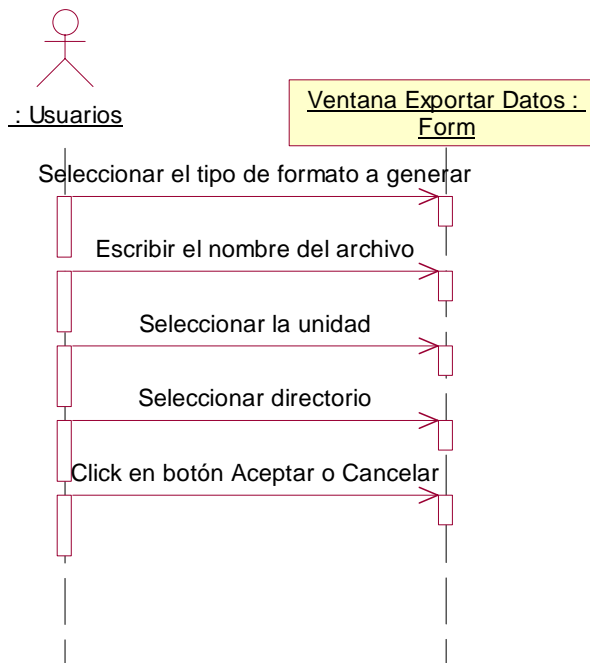 : Usuarios
Ventana Exportar Datos :
Form
Seleccionar el tipo de formato a generar
Escribir el nombre del archivo
Seleccionar la unidad
Seleccionar directorio
Click en botón Aceptar o Cancelar